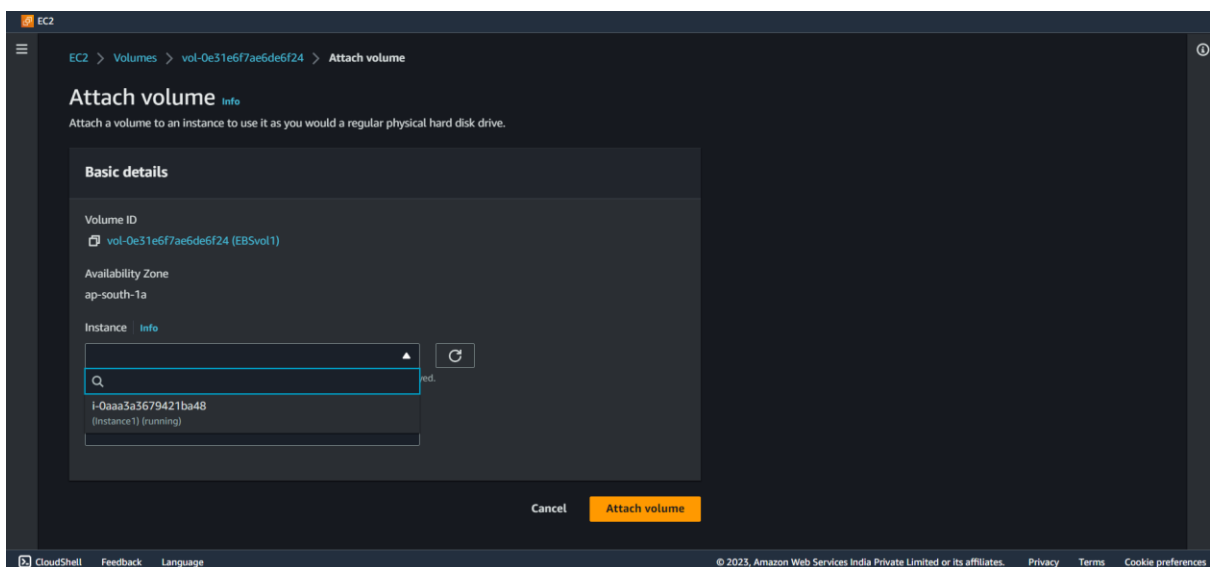 EC2
EC2 > Volumes > vol-0e31e6f7ae6de6f24 > Attach volume
Attach volume Info
Attach a volume to an instance to use it as you would a regular physical hard disk drive.
Basic details
Volume ID
vol-0e31e6f7ae6de6f24 (EBSvol1)
Availability Zone
ap-south-1a
Instance Info
i-0aaa3a3679421ba48
(Instance1) (running)
Cancel Attach volume
CloudShell Feedback Language © 2023, Amazon Web Services India Private Limited or its affiliates. Privacy Terms Cookie preferences